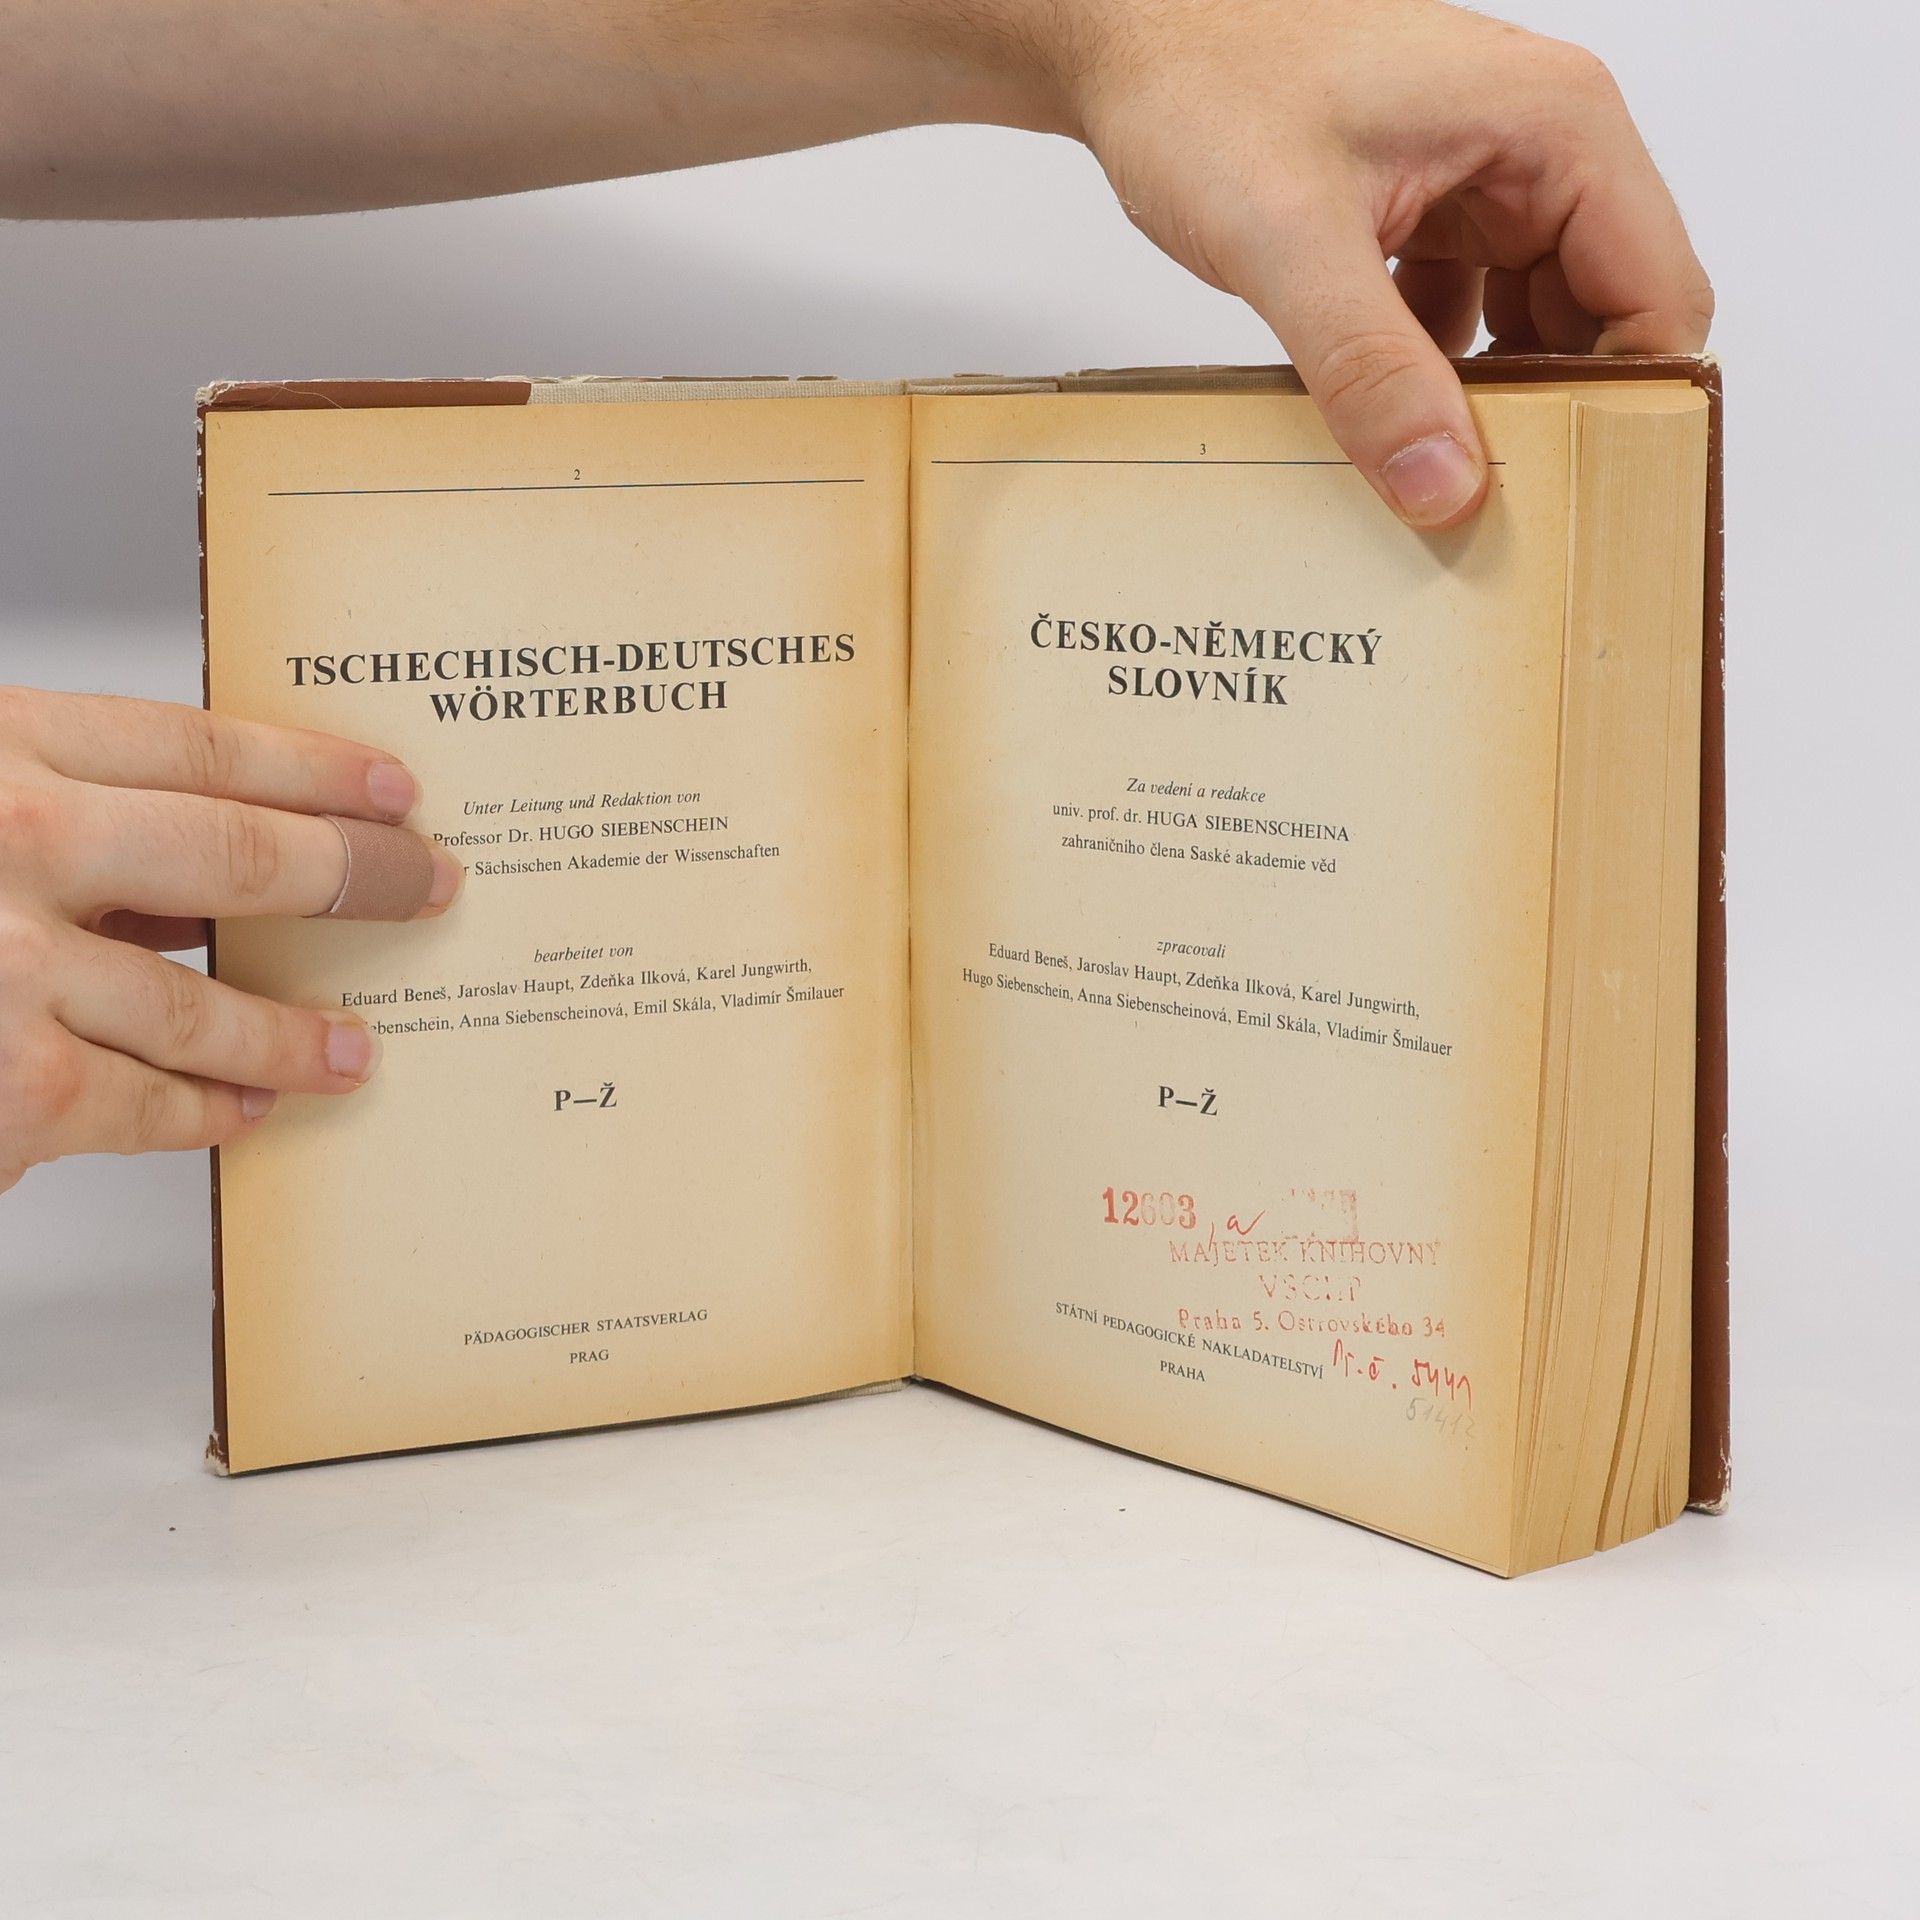 2
TSCHECHISCH-DEUTSCHES
WÖRTERBUCH
Unter Leitung und Redaktion von
Professor Dr. HUGO SIEBENSCHEIN
Sächsischen Akademie der Wissenschaften
bearbeitet von
Eduard Beneš, Jaroslav Haupt, Zdeňka Ilková, Karel Jungwirth,
Anna Siebenscheinová, Emil Skála, Vladimír Šmilauer
P—Ž
PÄDAGOGISCHER STAATSVERLAG
PRAG
3
ČESKO-NĚMECKÝ
SLOVNÍK
Za vedení a redakce
univ. prof. dr. HUGA SIEBENSCHEINA
zahraničního člena Saské akademie věd
zpracovali
Eduard Beneš, Jaroslav Haupt, Zdeňka Ilková, Karel Jungwirth,
Hugo Siebenschein, Anna Siebenscheinová, Emil Skála, Vladimír Šmilauer
P—Ž
12603 a
MAJETEK KNIHOVNY
Praha 5. Ostrovského 34
STÁTNÍ PEDAGOGICKÉ NAKLADATELSTVÍ
PRAHA